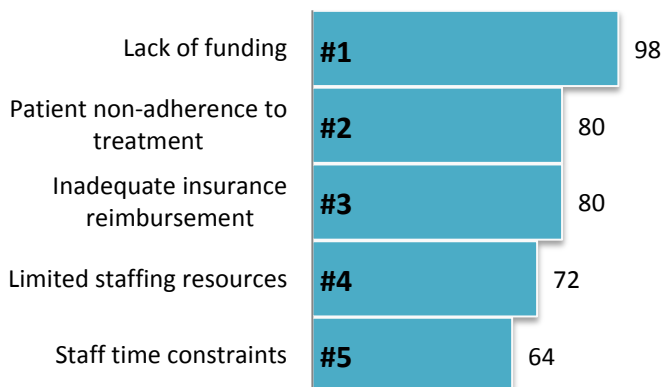 Lack of funding #1 98
Patient non-adherence to
treatment
#2 80
Inadequate insurance
reimbursement
#3 80
Limited staffing resources #4 72
Staff time constraints #5 64